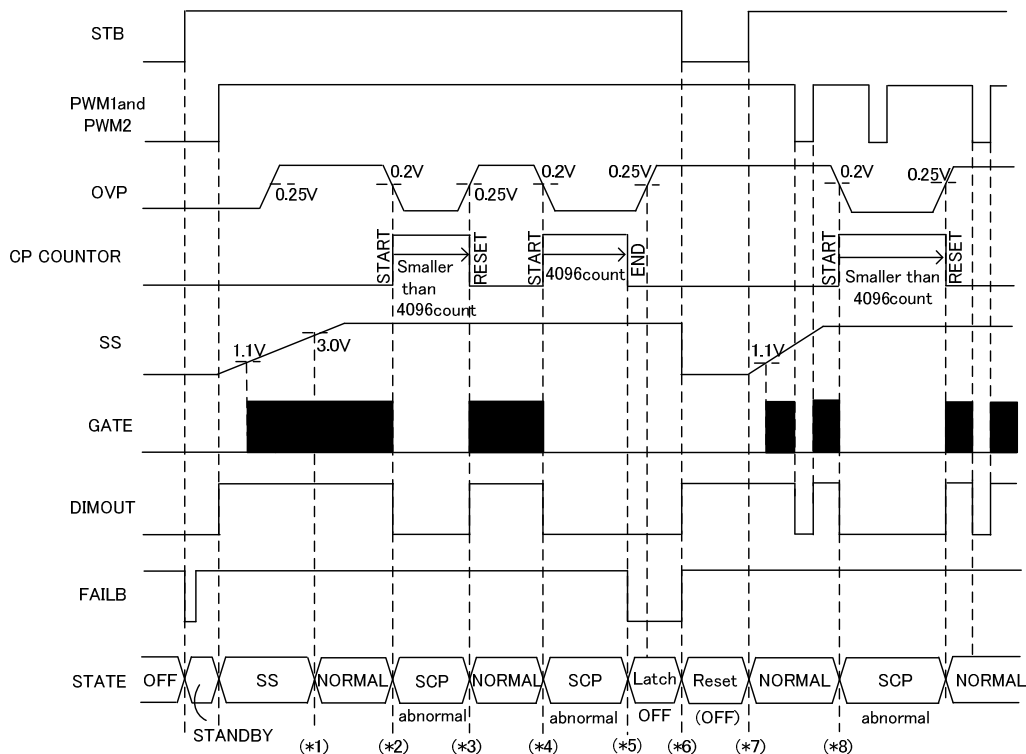 STB
PWM1and
PWM2
OVP
0.25V
0.2V
0.25V
0.2V
0.25V
0.2V
0.25V
CP COUNTOR
START
Smaller
than
4096count
RESET
START
4096count
END
START
Smaller than
4096count
RESET
SS
1.1V
3.0V
1.1V
GATE
DIMOUT
FAILB
STATE
OFF
SS
NORMAL
SCP
NORMAL
SCP
Latch
Reset
NORMAL
SCP
NORMAL
STANDBY
abnormal
abnormal
OFF
(OFF)
abnormal
(*1)
(*2)
(*3)
(*4)
(*5)
(*6)
(*7)
(*8)